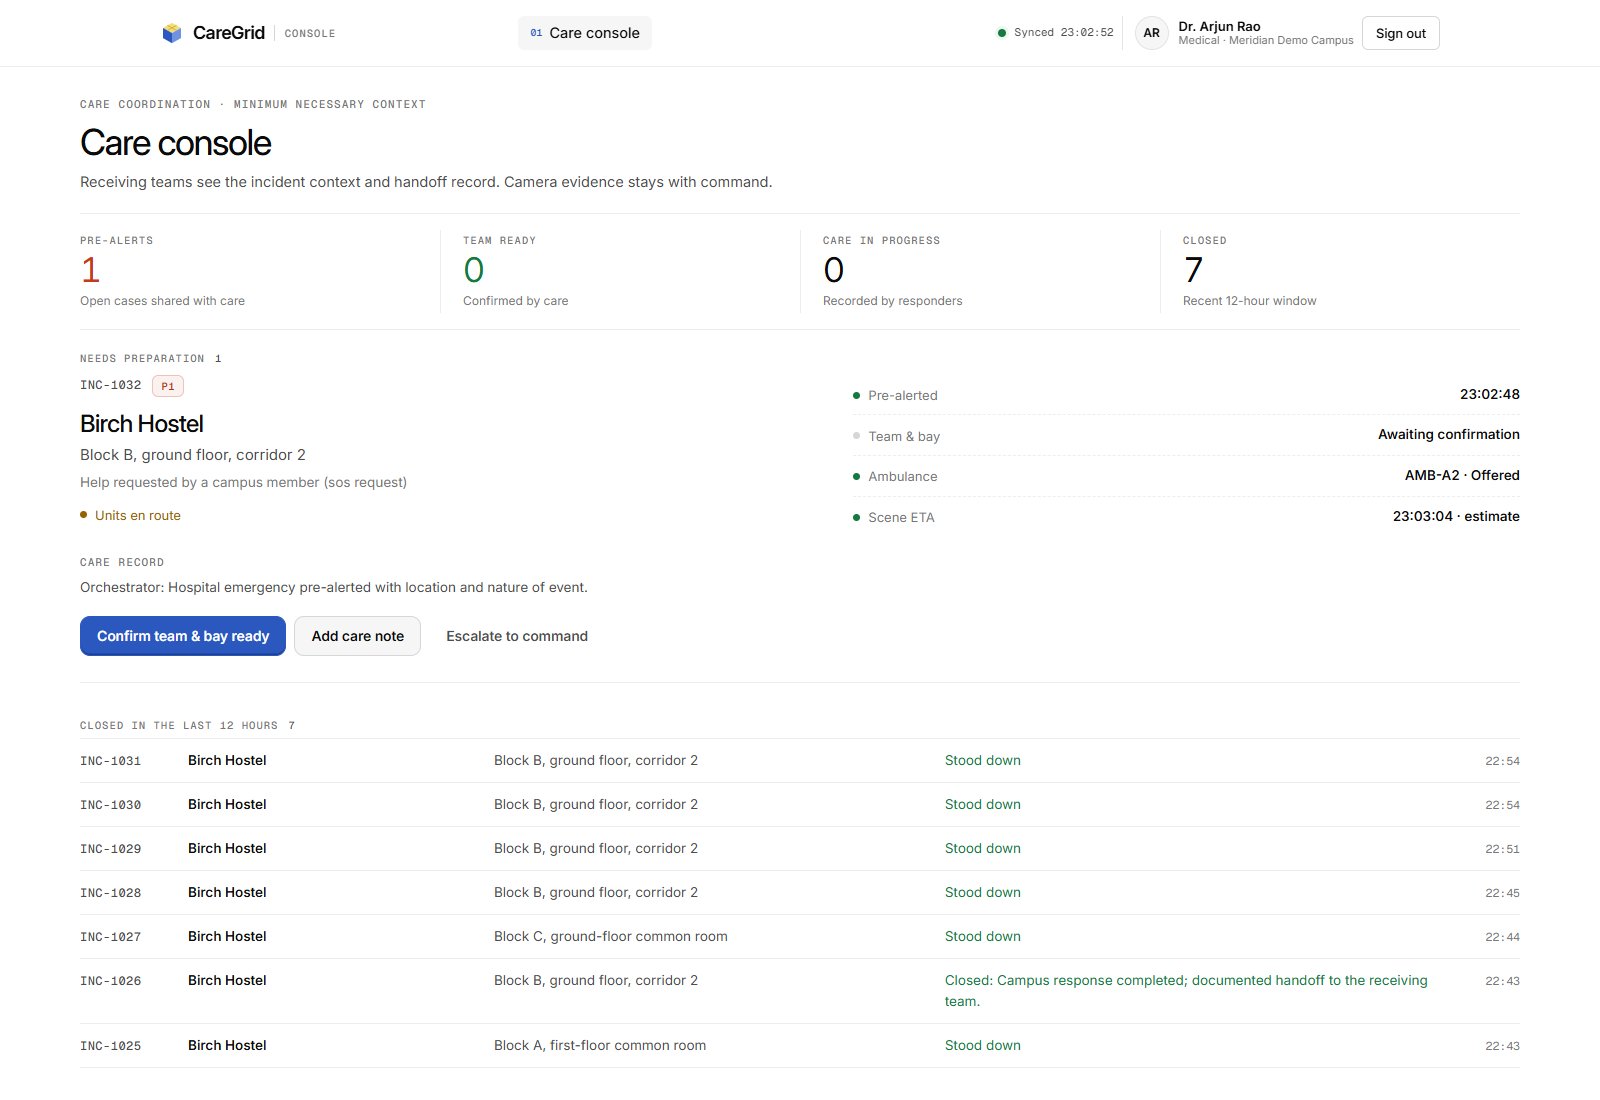 CareGrid CONSOLE
01 Care console
Synced 23:02:52
AR
Dr. Arjun Rao
Medical · Meridian Demo Campus
Sign out
CARE COORDINATION · MINIMUM NECESSARY CONTEXT
Care console
Receiving teams see the incident context and handoff record. Camera evidence stays with command.
PRE-ALERTS
1
Open cases shared with care
TEAM READY
0
Confirmed by care
CARE IN PROGRESS
0
Recorded by responders
CLOSED
7
Recent 12-hour window
NEEDS PREPARATION 1
INC-1032 P1
Birch Hostel
Block B, ground floor, corridor 2
Help requested by a campus member (sos request)
Units en route
Pre-alerted 23:02:48
Team & bay Awaiting confirmation
Ambulance AMB-A2 · Offered
Scene ETA 23:03:04 · estimate
CARE RECORD
Orchestrator: Hospital emergency pre-alerted with location and nature of event.
Confirm team & bay ready
Add care note
Escalate to command
CLOSED IN THE LAST 12 HOURS 7
INC-1031 Birch Hostel Block B, ground floor, corridor 2 Stood down 22:54
INC-1030 Birch Hostel Block B, ground floor, corridor 2 Stood down 22:54
INC-1029 Birch Hostel Block B, ground floor, corridor 2 Stood down 22:51
INC-1028 Birch Hostel Block B, ground floor, corridor 2 Stood down 22:45
INC-1027 Birch Hostel Block C, ground-floor common room Stood down 22:44
INC-1026 Birch Hostel Block B, ground floor, corridor 2 Closed: Campus response completed; documented handoff to the receiving 22:43
team.
INC-1025 Birch Hostel Block A, first-floor common room Stood down 22:43